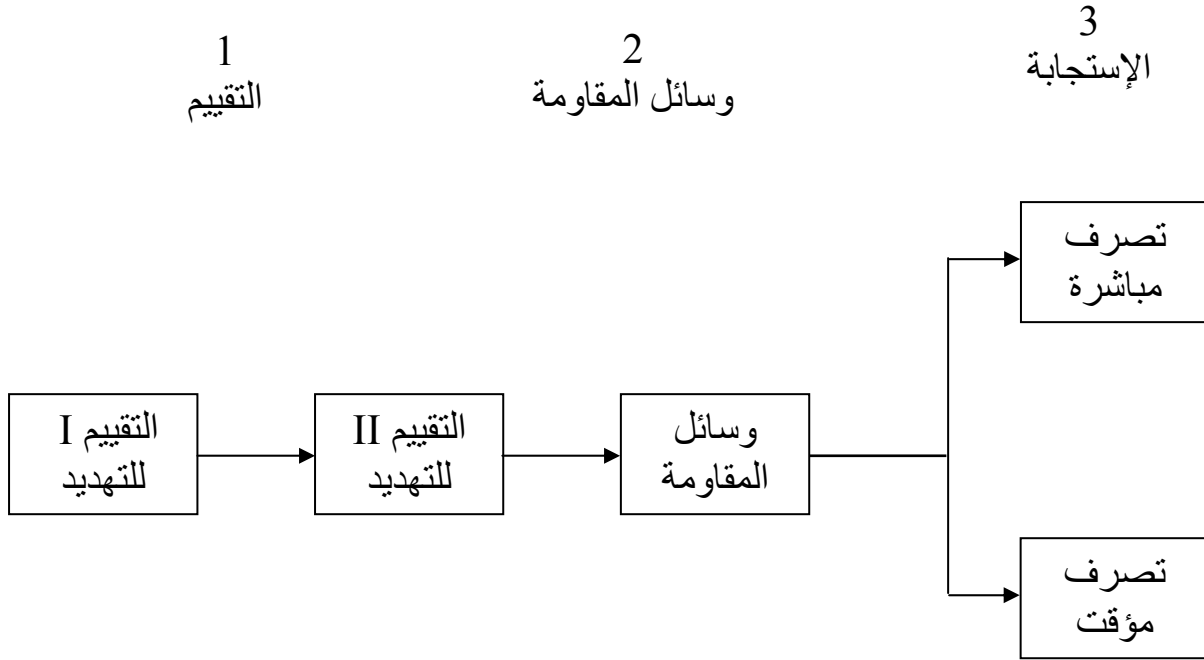 1
التقييم
2
وسائل المقاومة
3
الإستجابة
تصرف
مباشرة
التقييم I
للتهديد
التقييم II
للتهديد
وسائل
المقاومة
تصرف
مؤقت